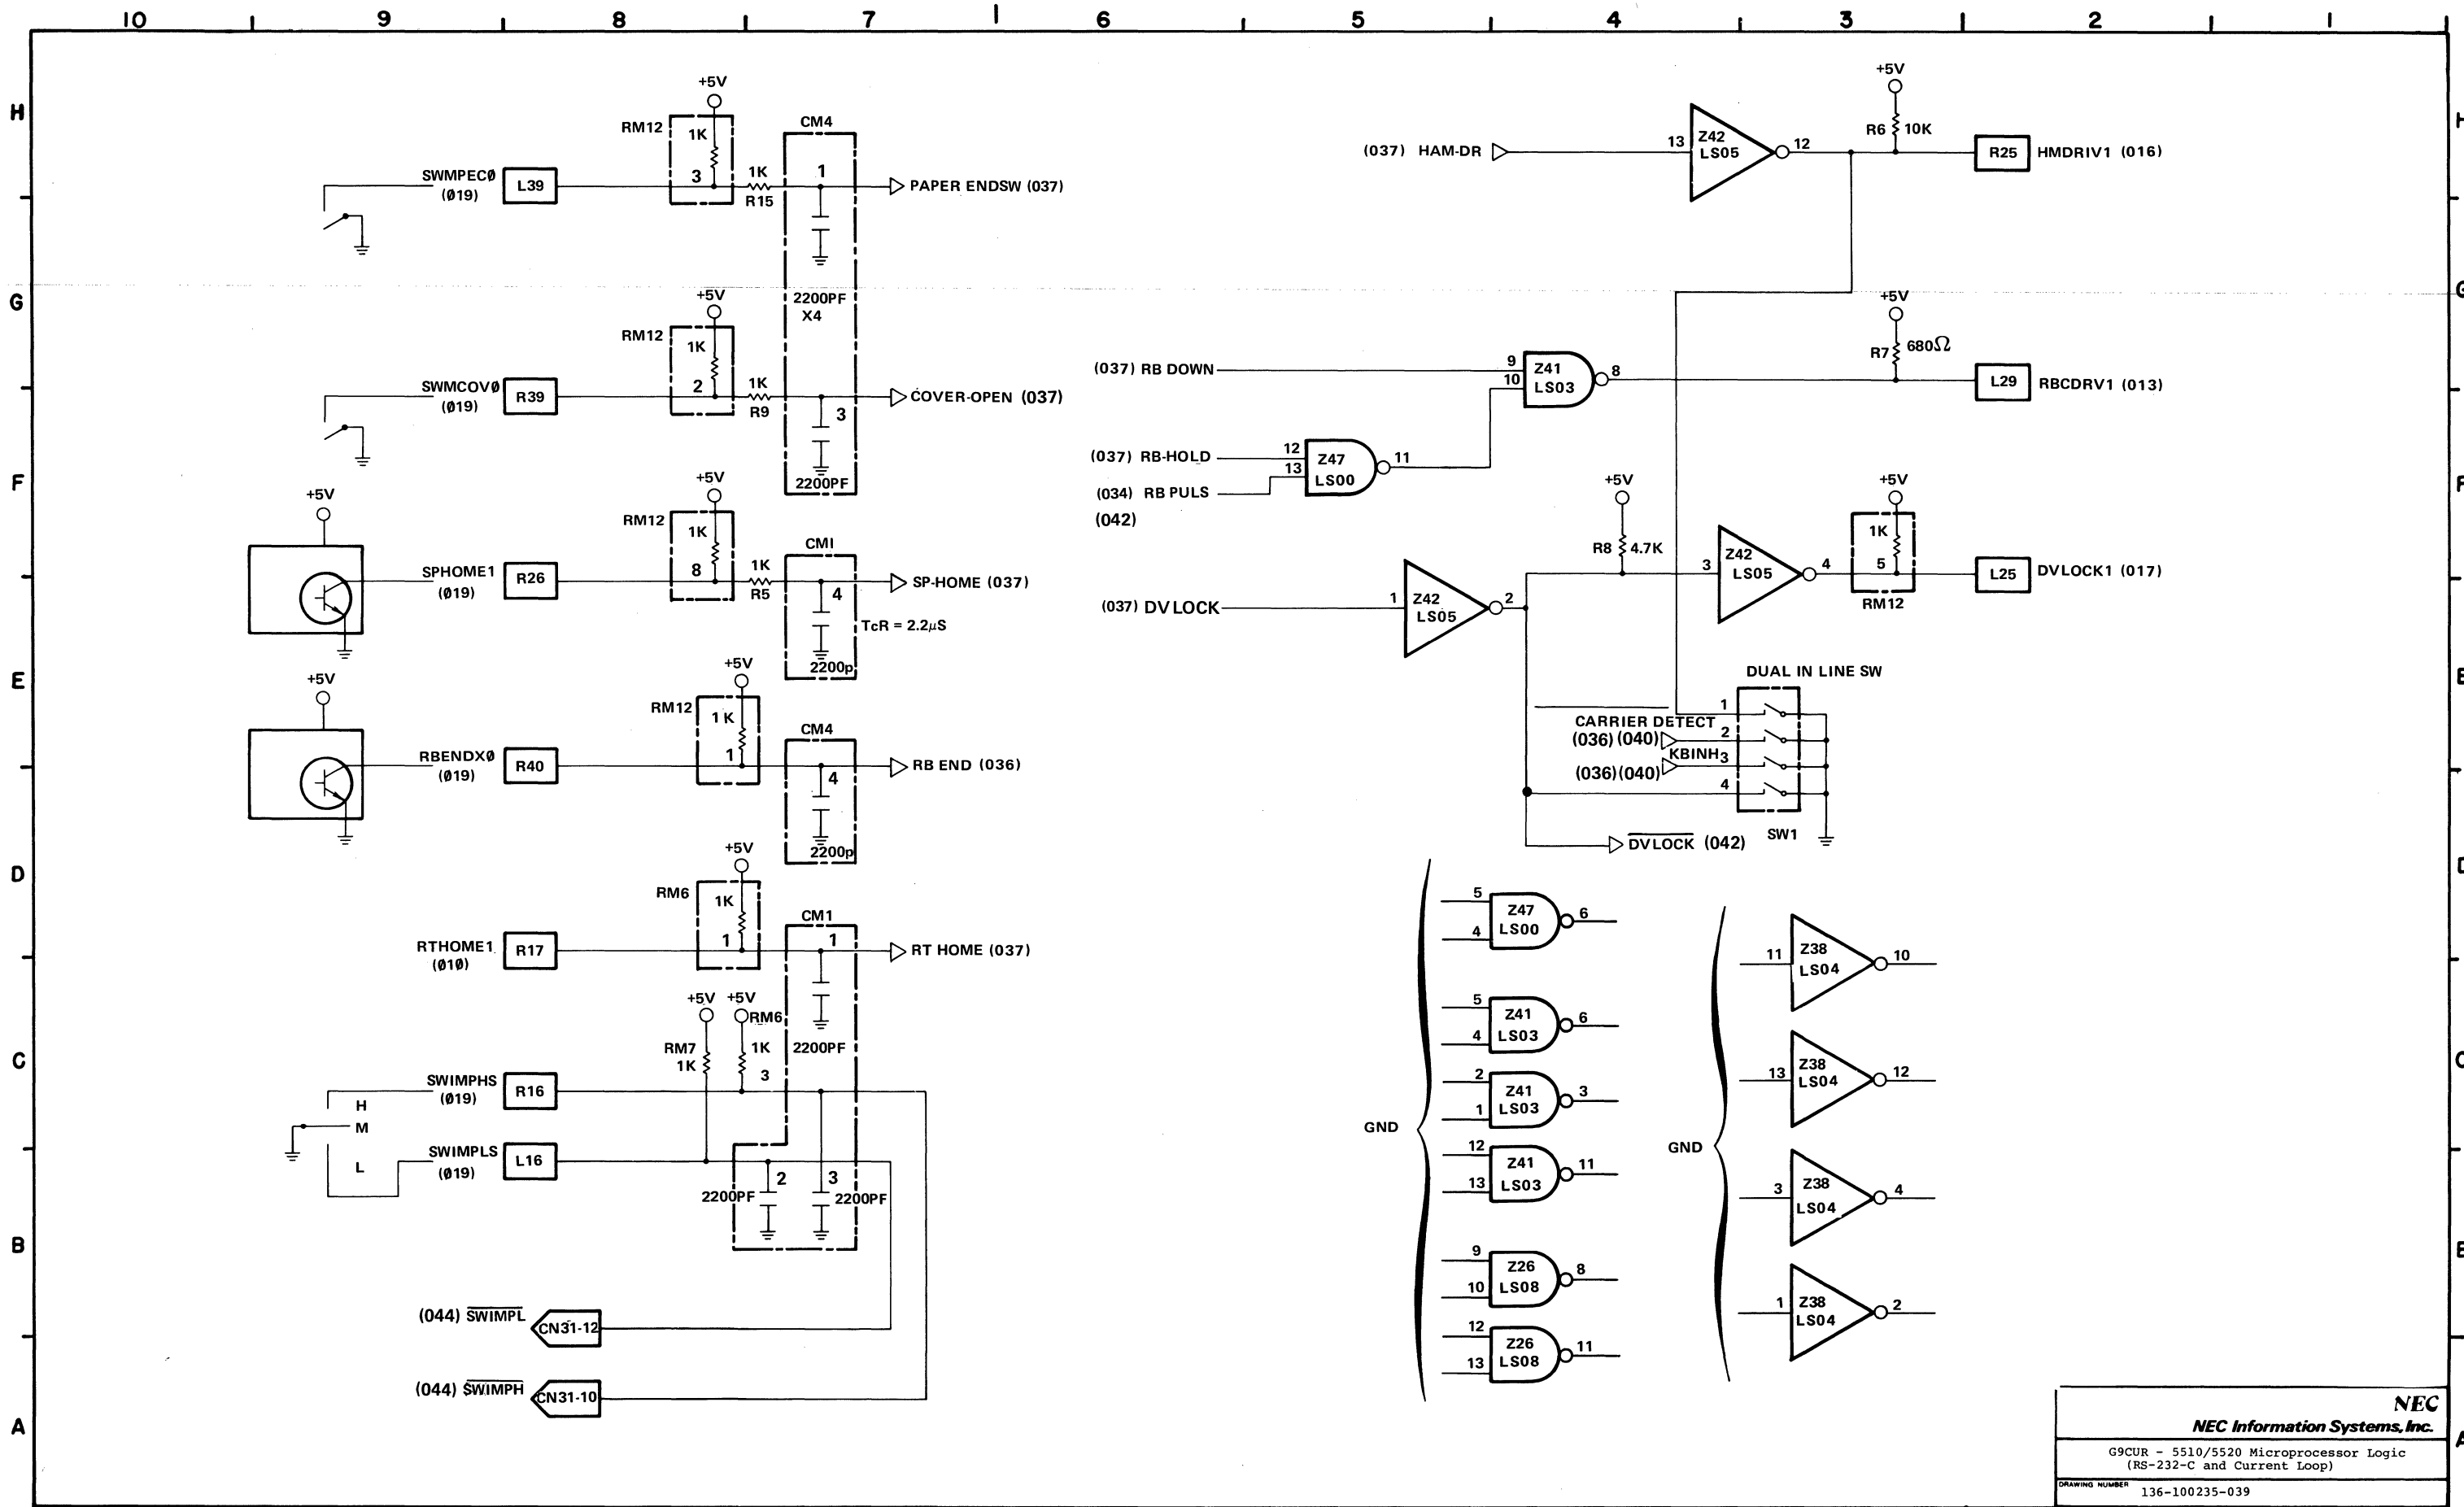 10 9 8 7 6 5 4 3 2 1
H
G
F
E
D
C
B
A
+5V
RM12
1K
3
CM4
1
SWMPECØ
(Ø19)
L39
1K
R15
PAPER ENDSW (037)
2200PF
X4
+5V
RM12
1K
2
SWMCOVØ
(Ø19)
R39
1K
R9
3
COVER-OPEN (037)
2200PF
+5V
+5V
RM12
1K
8
CM1
SPHOME1
(Ø19)
R26
1K
R5
4
SP-HOME (037)
TcR = 2.2µS
2200p
+5V
+5V
RM12
1K
1
CM4
RBENDXØ
(Ø19)
R40
4
RB END (036)
2200p
+5V
RM6
1K
1
CM1
RTHOME1
(Ø1Ø)
R17
1
RT HOME (037)
2200PF
+5V +5V
RM6
RM7
1K
1K
3
SWIMPHS
(Ø19)
R16
H
M
L
SWIMPLS
(Ø19)
L16
2
3
2200PF
2200PF
(044) SWIMPL
CN31-12
(044) SWIMPH
CN31-10
(037) HAM-DR
13
Z42
LS05
12
+5V
R6 10K
R25
HMDRIV1 (016)
(037) RB DOWN
9
10
Z41
LS03
8
+5V
R7 680Ω
L29
RBCDRV1 (013)
(037) RB-HOLD
12
13
Z47
LS00
11
(034) RB PULS
(042)
+5V
R8 4.7K
3
Z42
LS05
4
+5V
1K
5
RM12
L25
DVLOCK1 (017)
(037) DV LOCK
1
Z42
LS05
2
DUAL IN LINE SW
1
CARRIER DETECT
(036) (040)
2
KBINH
3
(036) (040)
4
SW1
DVLOCK (042)
GND
5
4
Z47
LS00
6
5
4
Z41
LS03
6
2
1
Z41
LS03
3
12
13
Z41
LS03
11
9
10
Z26
LS08
8
12
13
Z26
LS08
11
GND
11
Z38
LS04
10
13
Z38
LS04
12
3
Z38
LS04
4
1
Z38
LS04
2
H
G
F
E
D
C
B
A
NEC
NEC Information Systems, Inc.
G9CUR - 5510/5520 Microprocessor Logic
(RS-232-C and Current Loop)
DRAWING NUMBER 136-100235-039